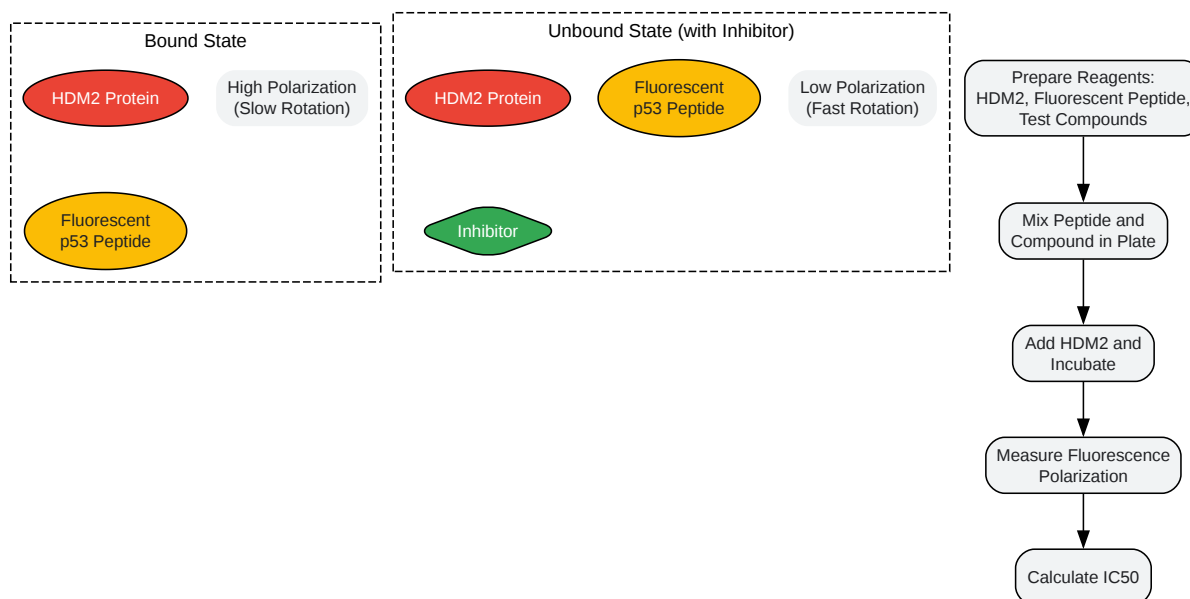 Bound State
HDM2 Protein
High Polarization
(Slow Rotation)
Fluorescent
p53 Peptide
Unbound State (with Inhibitor)
HDM2 Protein
Fluorescent
p53 Peptide
Low Polarization
(Fast Rotation)
Inhibitor
Prepare Reagents:
HDM2, Fluorescent Peptide,
Test Compounds
Mix Peptide and
Compound in Plate
Add HDM2 and
Incubate
Measure Fluorescence
Polarization
Calculate IC50